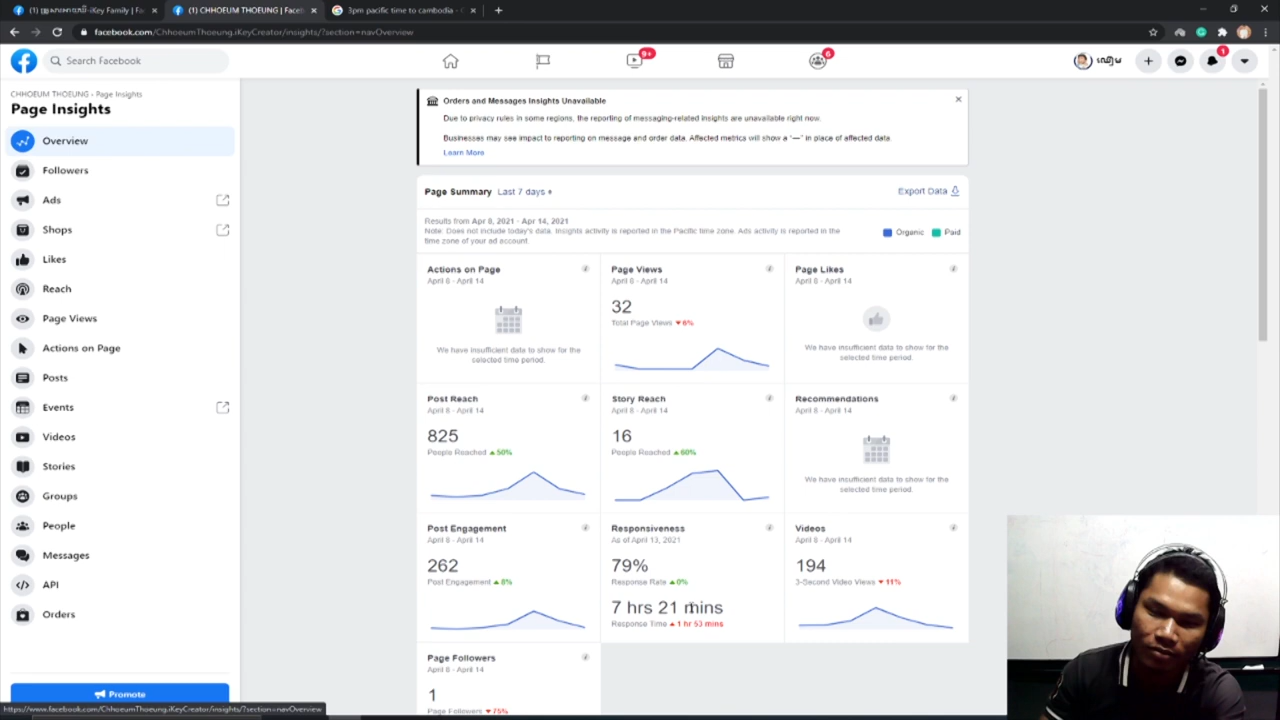 (1) CHHOEUM THOEUNG | Faceb
3pm pacific time to cambodia -
facebook.com/ChhoeumThoeung.iKeyCreator/insights/?section=navOverview
Search Facebook
9+
6
1
CHHOEUM THOEUNG · Page Insights
Page Insights
Overview
Followers
Ads
Shops
Likes
Reach
Page Views
Actions on Page
Posts
Events
Videos
Stories
Groups
People
Messages
API
Orders
Promote
https://www.facebook.com/ChhoeumThoeung.iKeyCreator/insights/?section=navOverview
Orders and Messages Insights Unavailable
Due to privacy rules in some regions, the reporting of messaging-related insights are unavailable right now.
Businesses may see impact to reporting on message and order data. Affected metrics will show a "—" in place of affected data.
Learn More
Page Summary Last 7 days
Export Data
Results from Apr 8, 2021 - Apr 14, 2021
Note: Does not include today's data. Insights activity is reported in the Pacific time zone. Ads activity is reported in the
time zone of your ad account.
Organic Paid
Actions on Page
April 8 - April 14
We have insufficient data to show for the
selected time period.
Page Views
April 8 - April 14
32
Total Page Views ▼6%
Page Likes
April 8 - April 14
We have insufficient data to show for the
selected time period.
Post Reach
April 8 - April 14
825
People Reached ▲50%
Story Reach
April 8 - April 14
16
People Reached ▲60%
Recommendations
April 8 - April 14
We have insufficient data to show for the
selected time period.
Post Engagement
April 8 - April 14
262
Post Engagement ▲8%
Responsiveness
As of April 13, 2021
79%
Response Rate ▲0%
7 hrs 21 mins
Response Time ▲1 hr 53 mins
Videos
April 8 - April 14
194
3-Second Video Views ▼11%
Page Followers
April 8 - April 14
1
Page Followers ▼75%